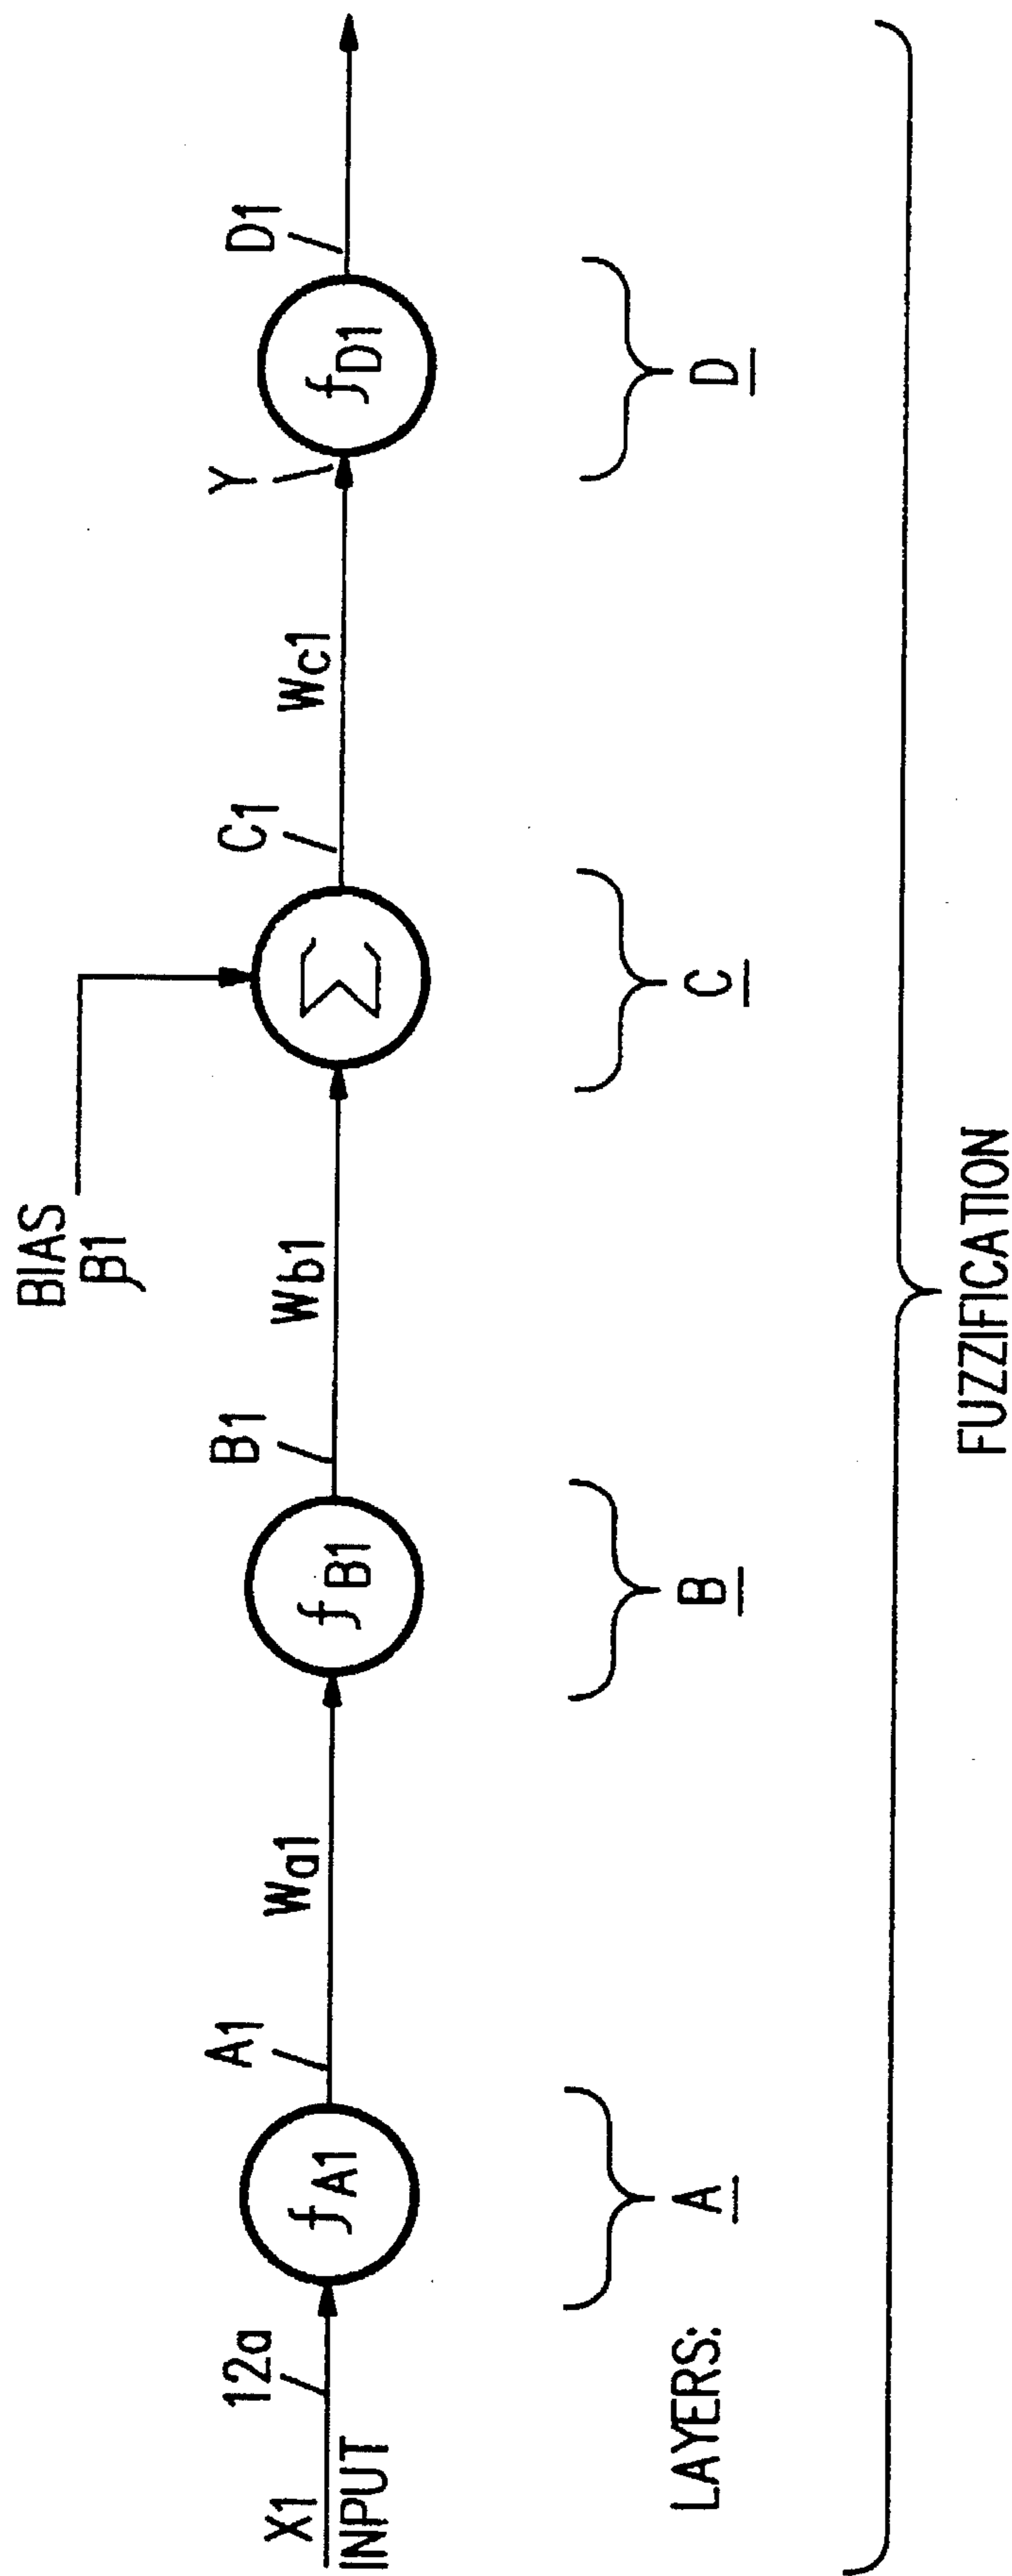 BIAS
β1
X1
INPUT
12a
fA1
A1
Wa1
fB1
B1
Wb1
Σ
C1
Wc1
Y
fD1
D1
LAYERS:
A
B
C
D
FUZZIFICATION